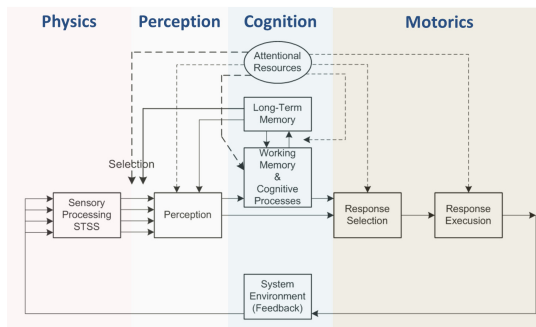 Physics
Perception
Cognition
Motorics
Attentional
Resources
Long-Term
Memory
Selection
Working
Memory
&
Cognitive
Processes
Sensory
Processing
STSS
Perception
Response
Selection
Response
Execution
System
Environment
(Feedback)